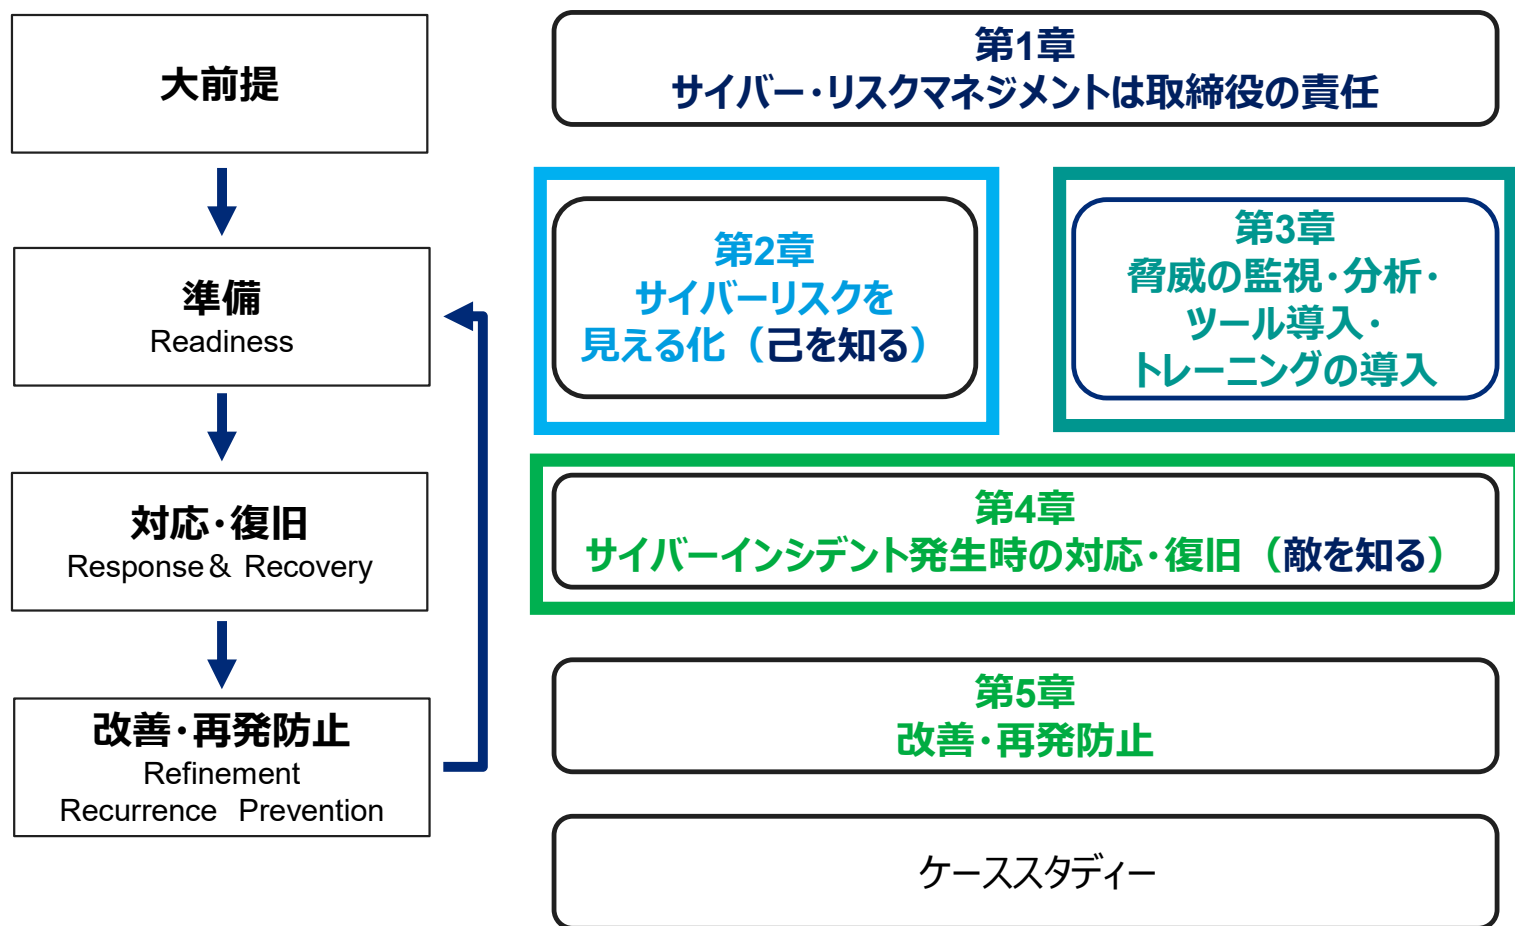 大前提
第1章
サイバー・リスクマネジメントは取締役の責任
準備
Readiness
第2章
サイバーリスクを
見える化（己を知る）
第3章
脅威の監視・分析・
ツール導入・
トレーニングの導入
対応・復旧
Response＆ Recovery
第4章
サイバーインシデント発生時の対応・復旧（敵を知る）
改善・再発防止
Refinement
Recurrence　Prevention
第5章
改善・再発防止
ケーススタディー